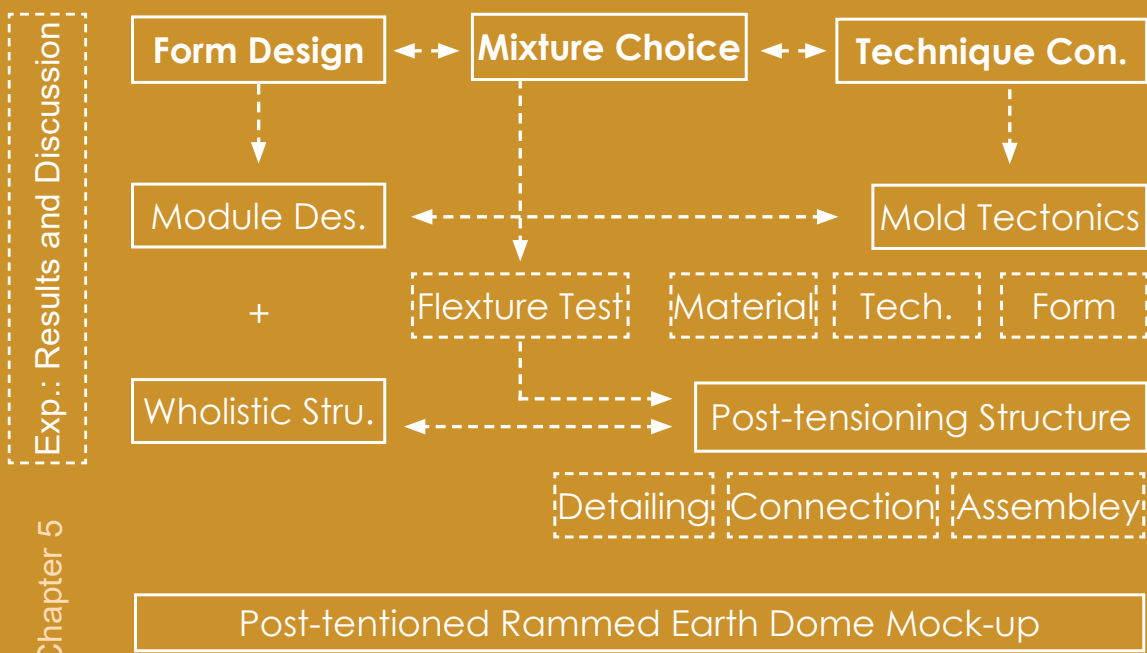 Exp.: Results and Discussion
Chapter 5
Form Design
Mixture Choice
Technique Con.
Module Des.
Mold Tectonics
+
Flexture Test
Material
Tech.
Form
Wholistic Stru.
Post-tensioning Structure
Detailing
Connection
Assembley
Post-tentioned Rammed Earth Dome Mock-up